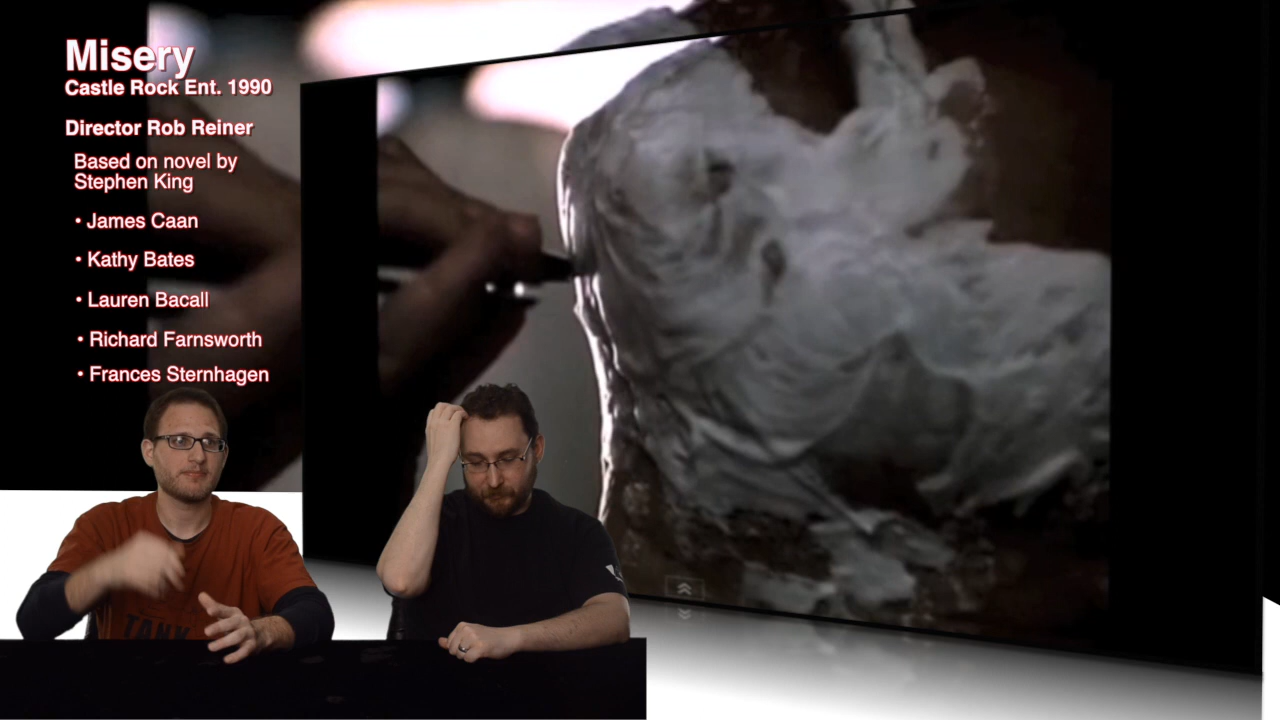 Misery
Castle Rock Ent. 1990
Director Rob Reiner
Based on novel by
Stephen King
• James Caan
• Kathy Bates
• Lauren Bacall
• Richard Farnsworth
• Frances Sternhagen
TANK